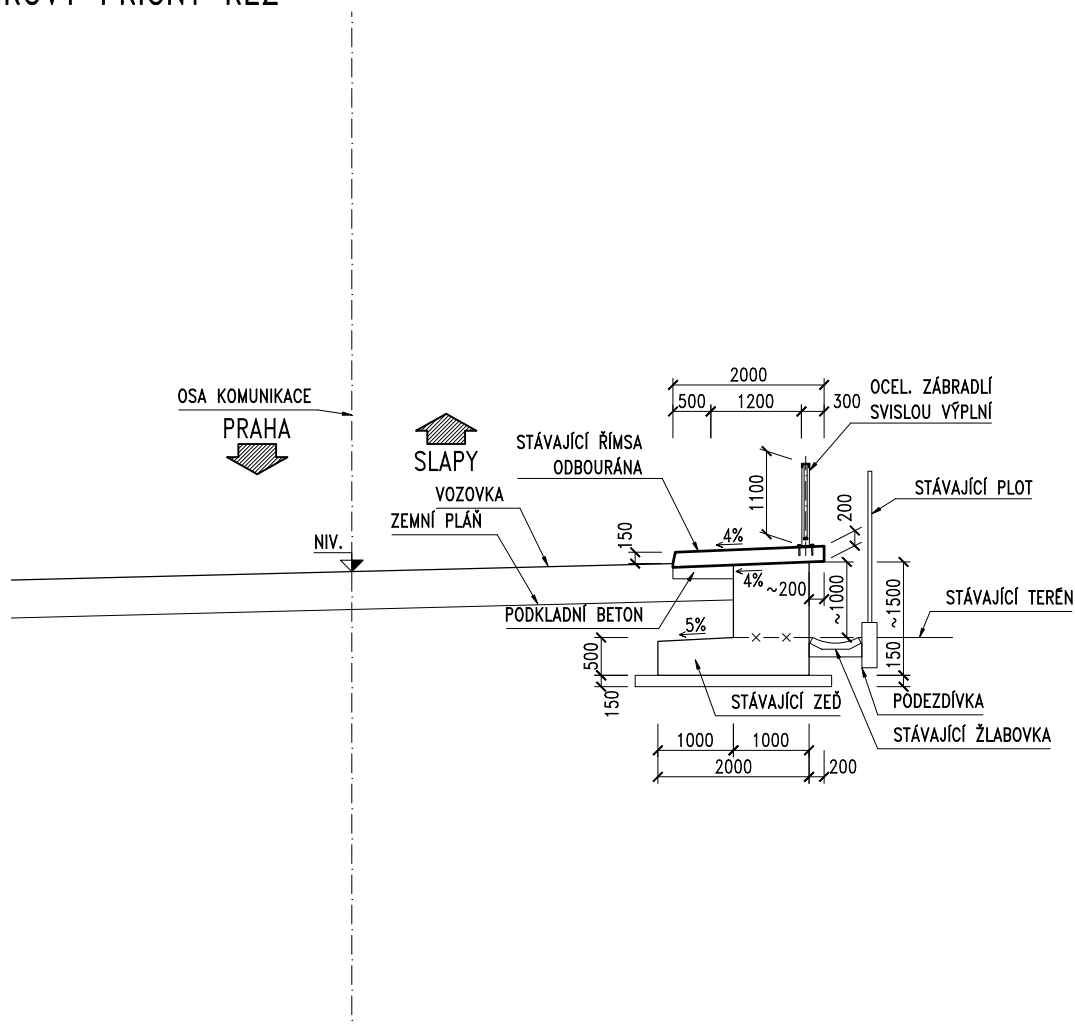 OSA KOMUNIKACE
PRAHA
SLAPY
2000
500
1200
300
OCEL. ZÁBRADLÍ
SVISLOU VÝPLNÍ
STÁVAJÍCÍ ŘÍMSA
ODBOURÁNA
1100
STÁVAJÍCÍ PLOT
VOZOVKA
ZEMNÍ PLÁŇ
NIV.
150
4%
200
4%
~200
~1000
~1500
STÁVAJÍCÍ TERÉN
PODKLADNÍ BETON
5%
500
150
150
STÁVAJÍCÍ ZEĎ
PODEZDÍVKA
STÁVAJÍCÍ ŽLABOVKA
1000
1000
2000
200